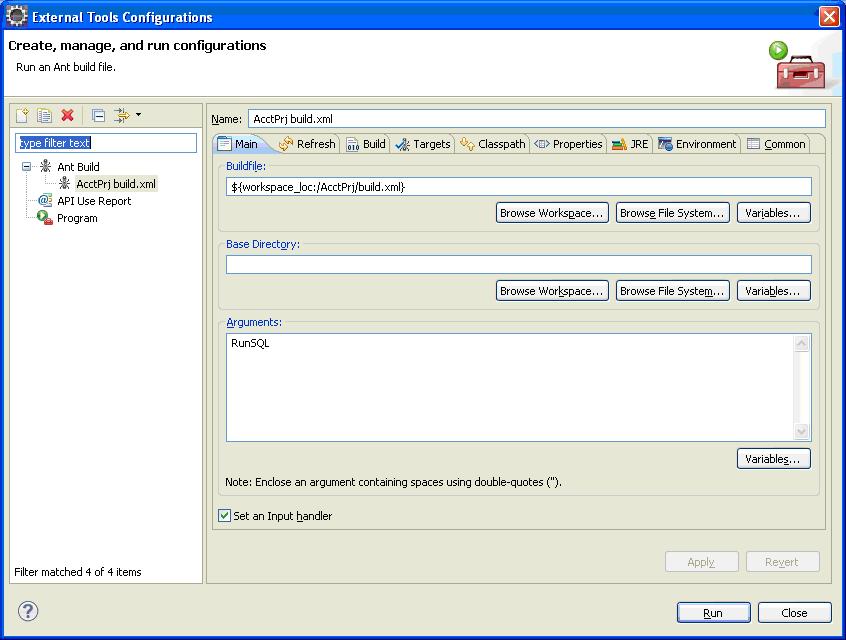 External Tools Configurations
Create, manage, and run configurations
Run an Ant build file.
type filter text
Ant Build
AcctPrj build.xml
API Use Report
Program
Filter matched 4 of 4 items
Name: AcctPrj build.xml
Main Refresh Build Targets Classpath Properties JRE Environment Common
Buildfile:
${workspace_loc:/AcctPrj/build.xml}
Browse Workspace... Browse File System... Variables...
Base Directory:
Browse Workspace... Browse File System... Variables...
Arguments:
RunSQL
Variables...
Note: Enclose an argument containing spaces using double-quotes (").
Set an Input handler
Apply Revert
? Run Close